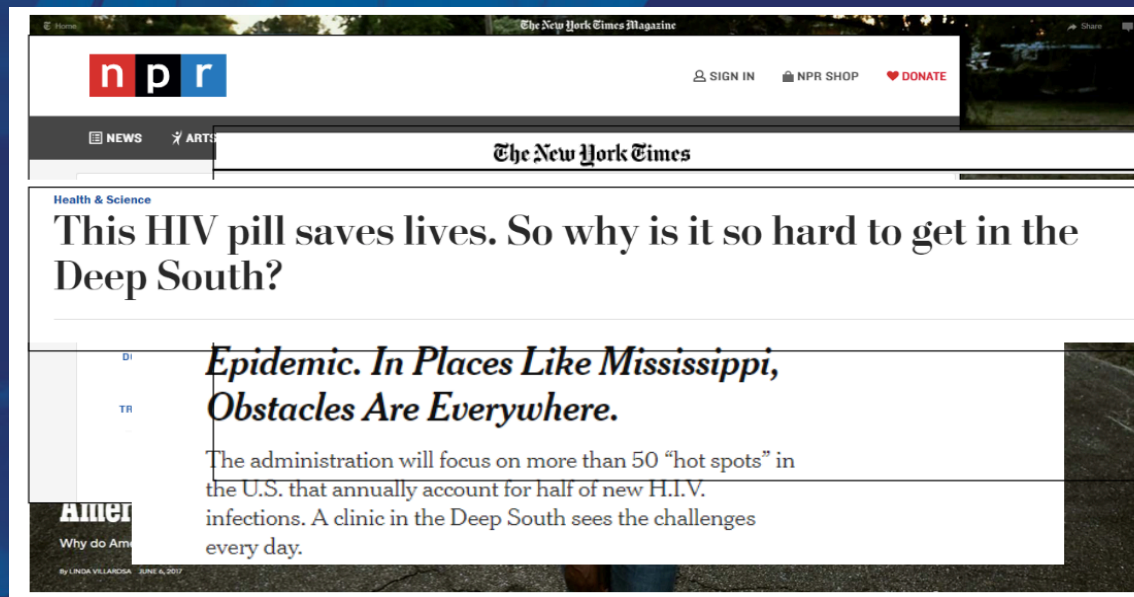 Home
The New York Times Magazine
Share
npr
SIGN IN
NPR SHOP
DONATE
NEWS
ARTS
The New York Times
Health & Science
This HIV pill saves lives. So why is it so hard to get in the
Deep South?
Epidemic. In Places Like Mississippi,
Obstacles Are Everywhere.
The administration will focus on more than 50 “hot spots” in
the U.S. that annually account for half of new H.I.V.
infections. A clinic in the Deep South sees the challenges
every day.
Why do Am
By LINDA VILLAROSA JUNE 6, 2017